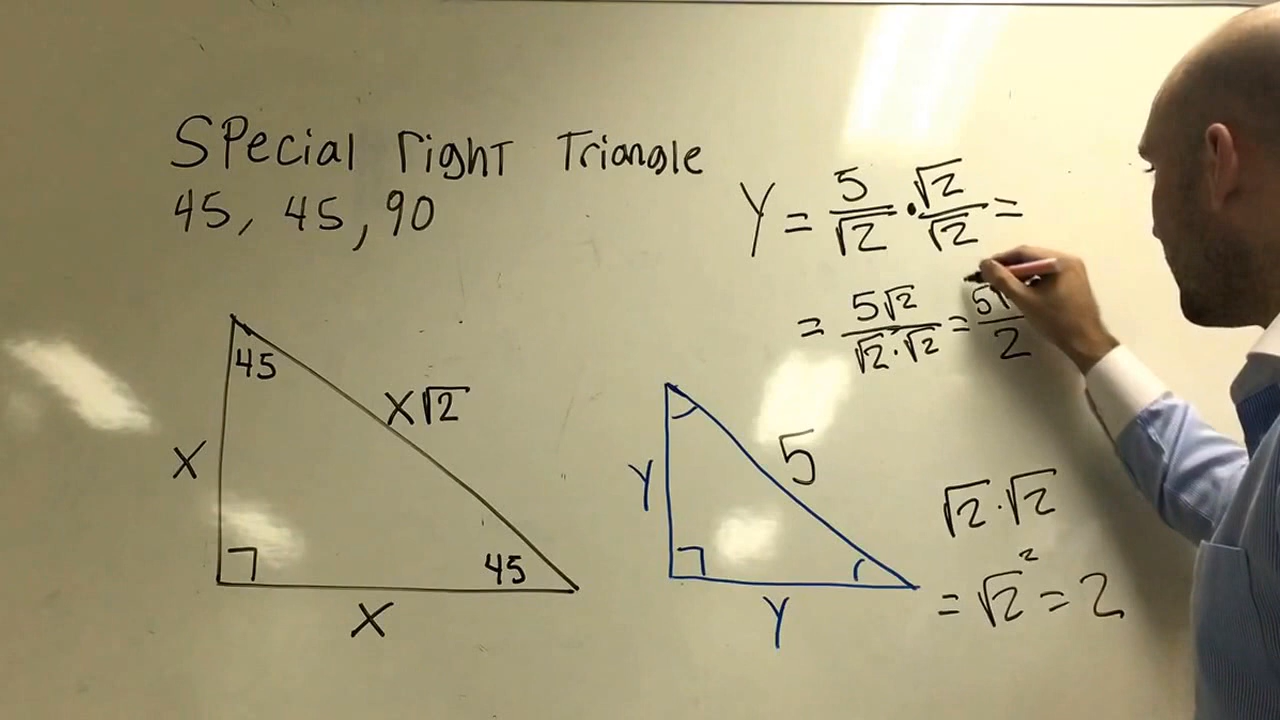 SPecial right Triangle
45, 45, 90
Y = 5/√2 · √2/√2 =
= 5√2/√2·√2 = 5√/2
45
X√2
X
45
X
Y
5
Y
√2·√2
= √2² = 2